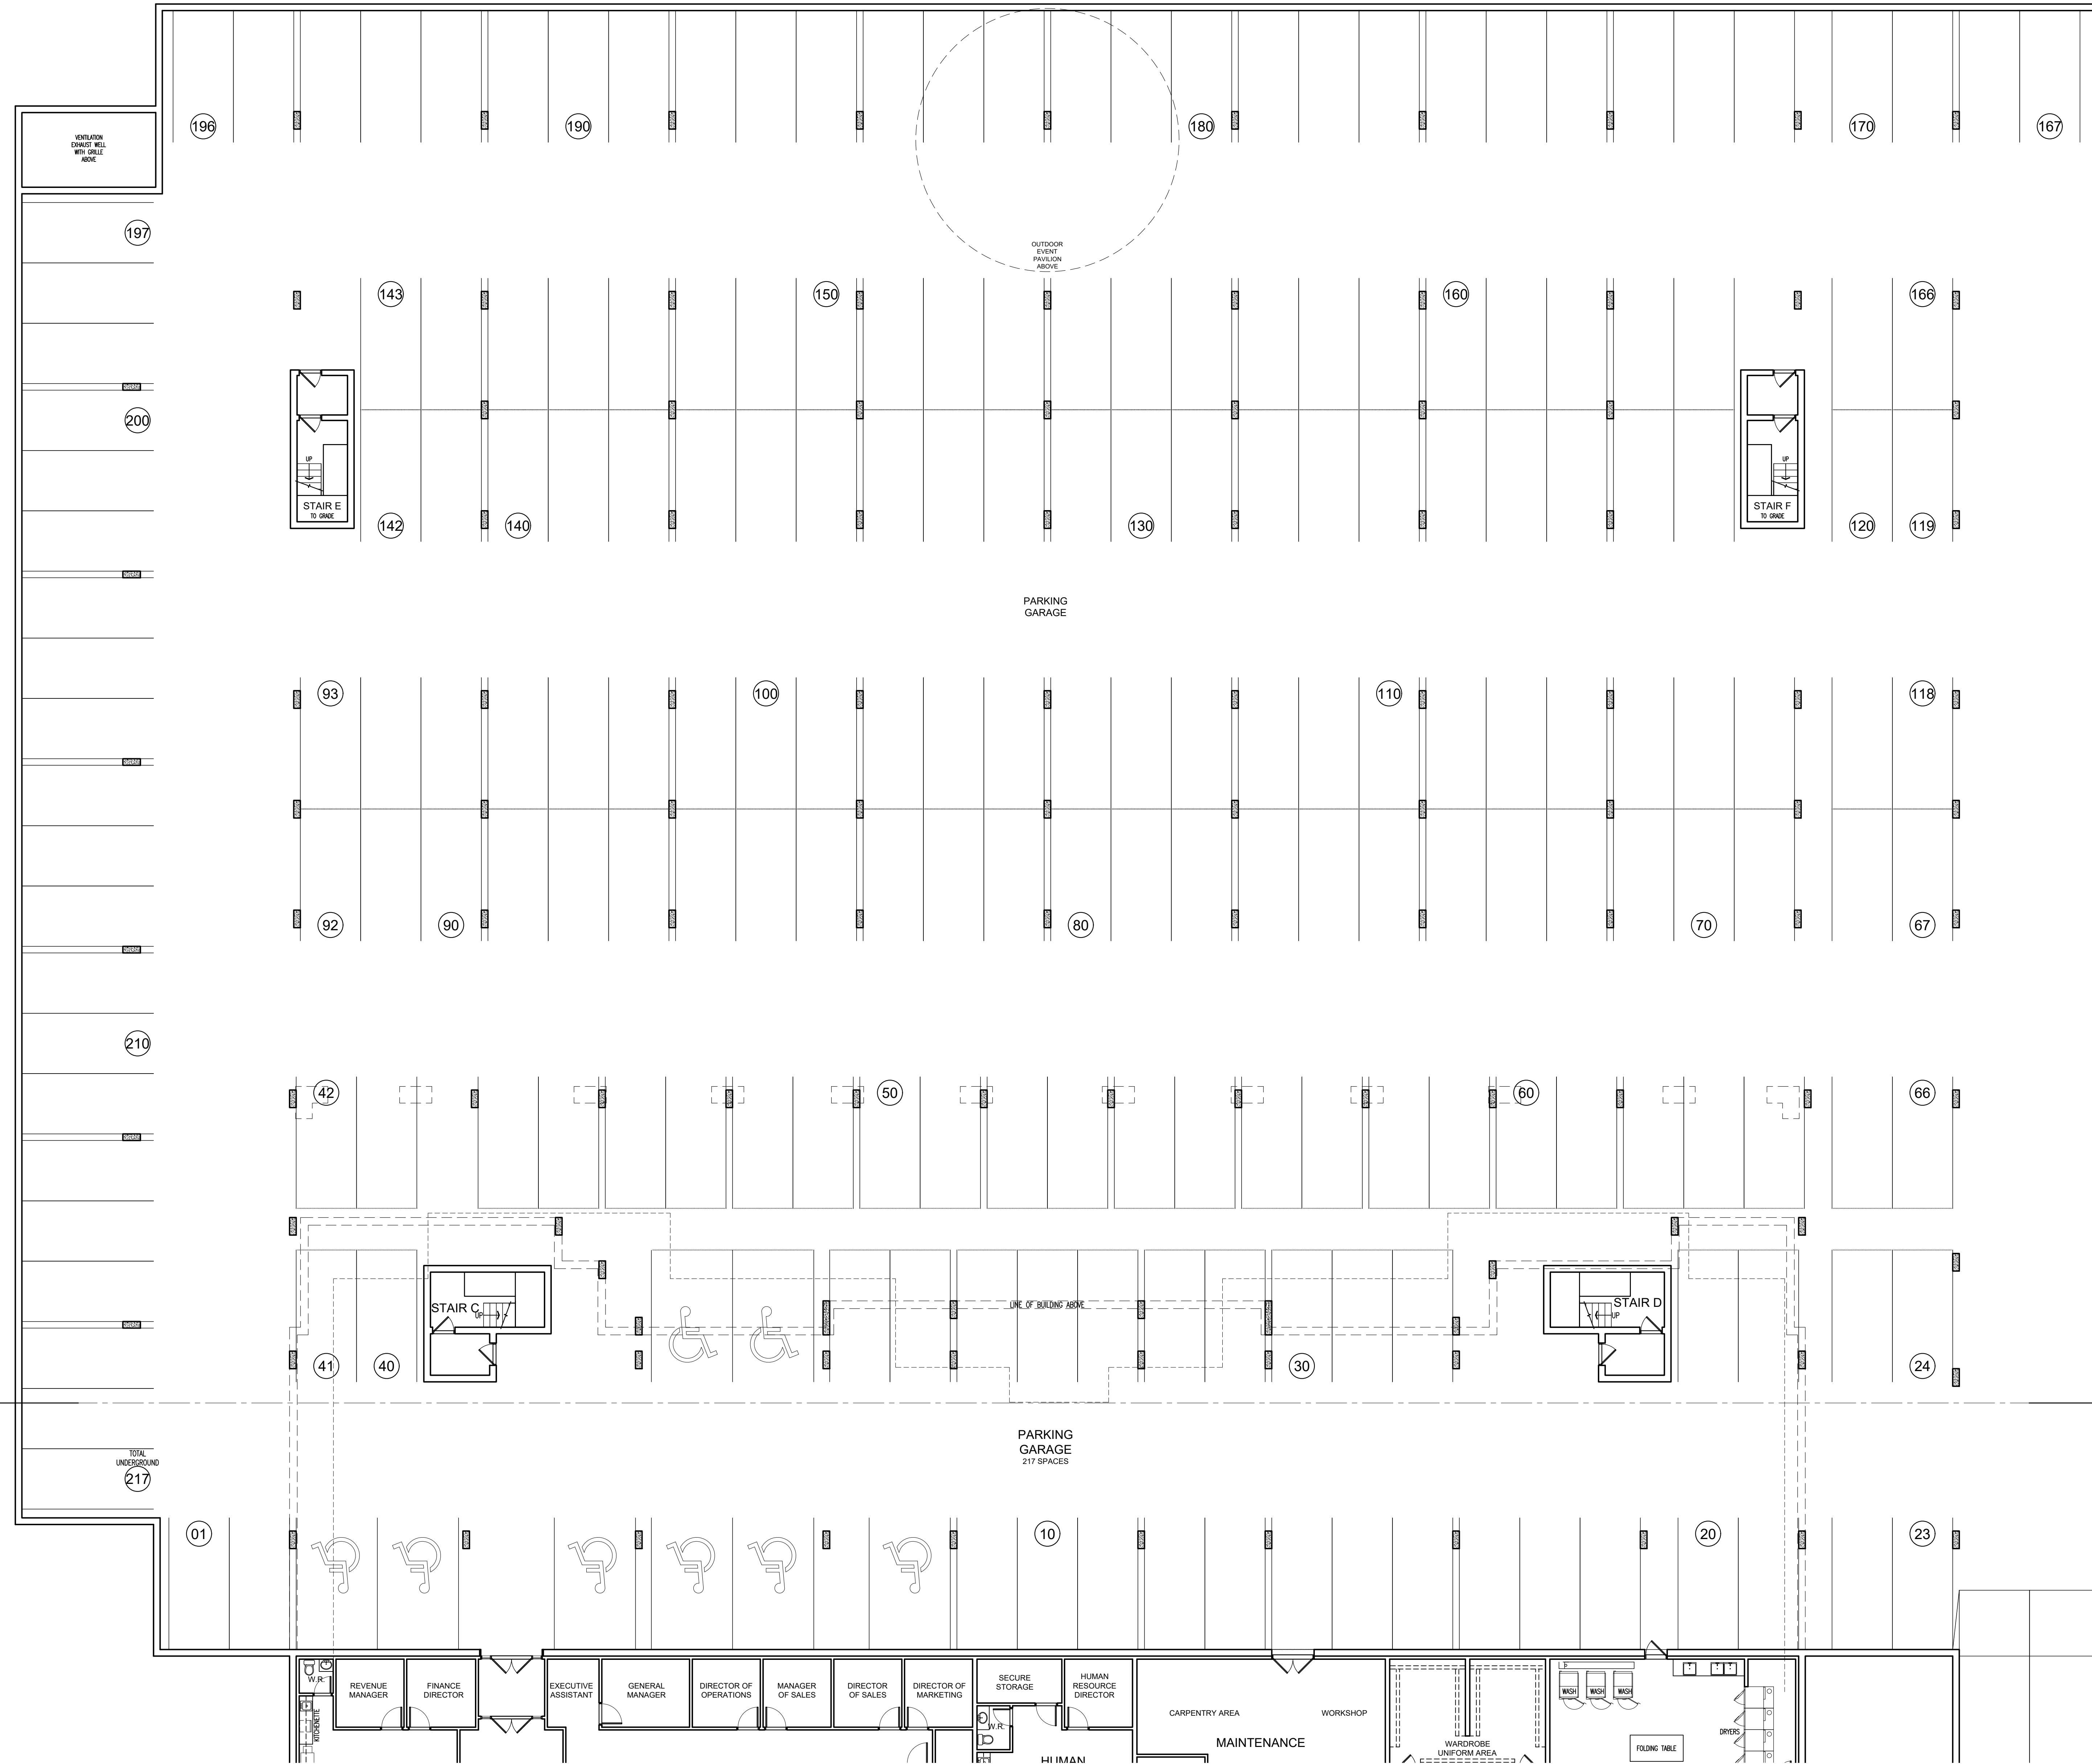 196
190
180
170
167
VENTILATION
EXHAUST WELL
WITH GRILLE
ABOVE
197
OUTDOOR
EVENT
PAVILION
ABOVE
143
150
160
166
200
UP
STAIR E
TO GRADE
UP
STAIR F
TO GRADE
142
140
130
120
119
PARKING
GARAGE
93
100
110
118
92
90
80
70
67
210
42
50
60
66
LINE OF BUILDING ABOVE
STAIR C
UP
STAIR D
UP
41
40
30
24
PARKING
GARAGE
217 SPACES
TOTAL
UNDERGROUND
217
01
10
20
23
W.R.
REVENUE
MANAGER
FINANCE
DIRECTOR
EXECUTIVE
ASSISTANT
GENERAL
MANAGER
DIRECTOR OF
OPERATIONS
MANAGER
OF SALES
DIRECTOR
OF SALES
DIRECTOR OF
MARKETING
SECURE
STORAGE
HUMAN
RESOURCE
DIRECTOR
KITCHENETTE
W.R.
CARPENTRY AREA
WORKSHOP
MAINTENANCE
WARDROBE
UNIFORM AREA
WASH
WASH
WASH
DRYERS
FOLDING TABLE
HUMAN